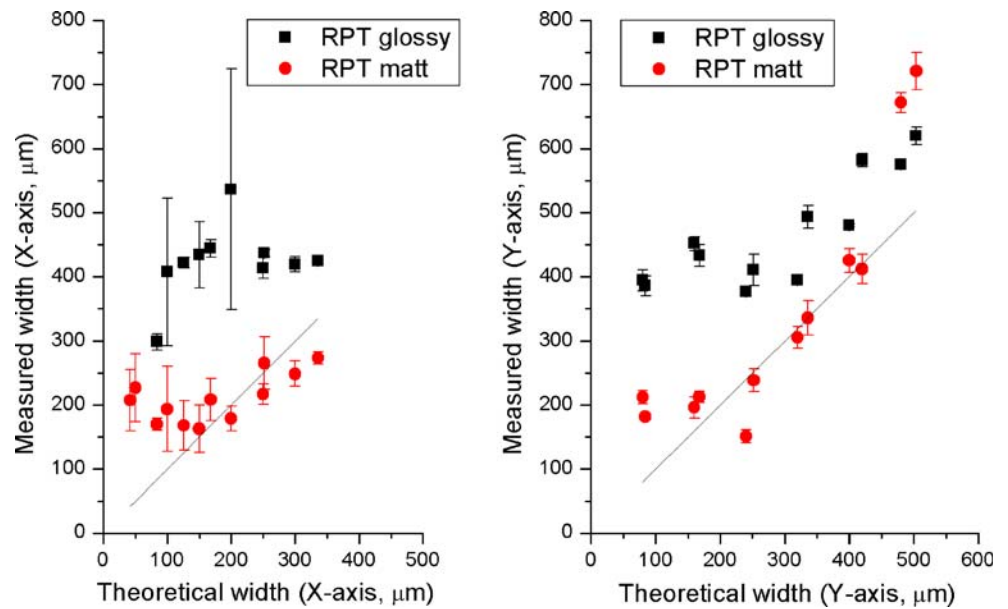 RPT glossy
RPT matt
800
700
600
500
400
300
200
100
0
Measured width (X-axis, μm)
0 100 200 300 400 500
Theoretical width (X-axis, μm)
RPT glossy
RPT matt
800
700
600
500
400
300
200
100
0
Measured width (Y-axis, μm)
0 100 200 300 400 500 600
Theoretical width (Y-axis, μm)